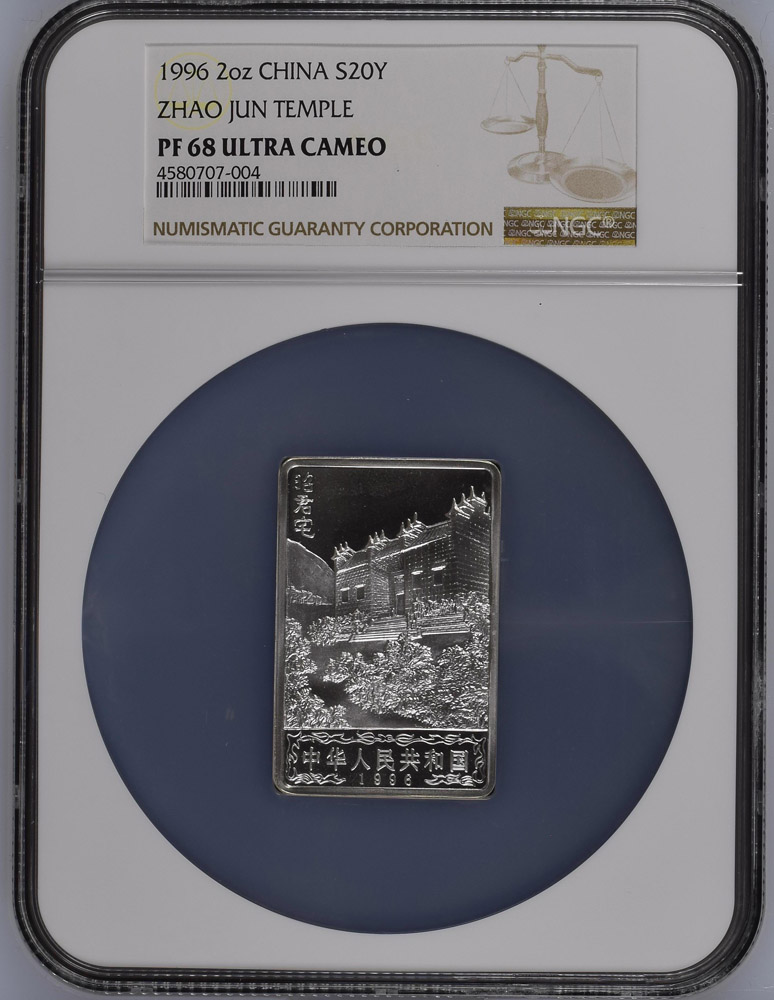 1996 2oz CHINA S20Y
ZHAO JUN TEMPLE
PF 68 ULTRA CAMEO
4580707-004
NUMISMATIC GUARANTY CORPORATION
NGC®
昭君宅
中华人民共和国
1996